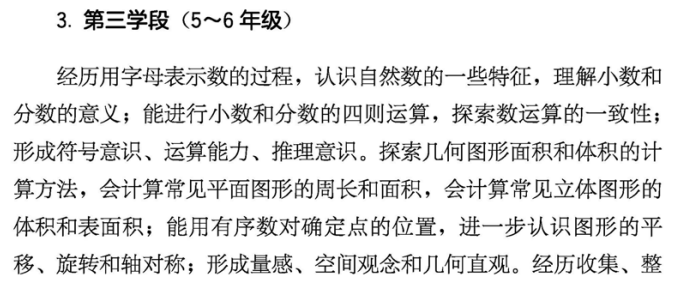 3. 第三学段（5～6 年级）
经历用字母表示数的过程，认识自然数的一些特征，理解小数和
分数的意义；能进行小数和分数的四则运算，探索数运算的一致性；
形成符号意识、运算能力、推理意识。探索几何图形面积和体积的计
算方法，会计算常见平面图形的周长和面积，会计算常见立体图形的
体积和表面积；能用有序数对确定点的位置，进一步认识图形的平
移、旋转和轴对称；形成量感、空间观念和几何直观。经历收集、整